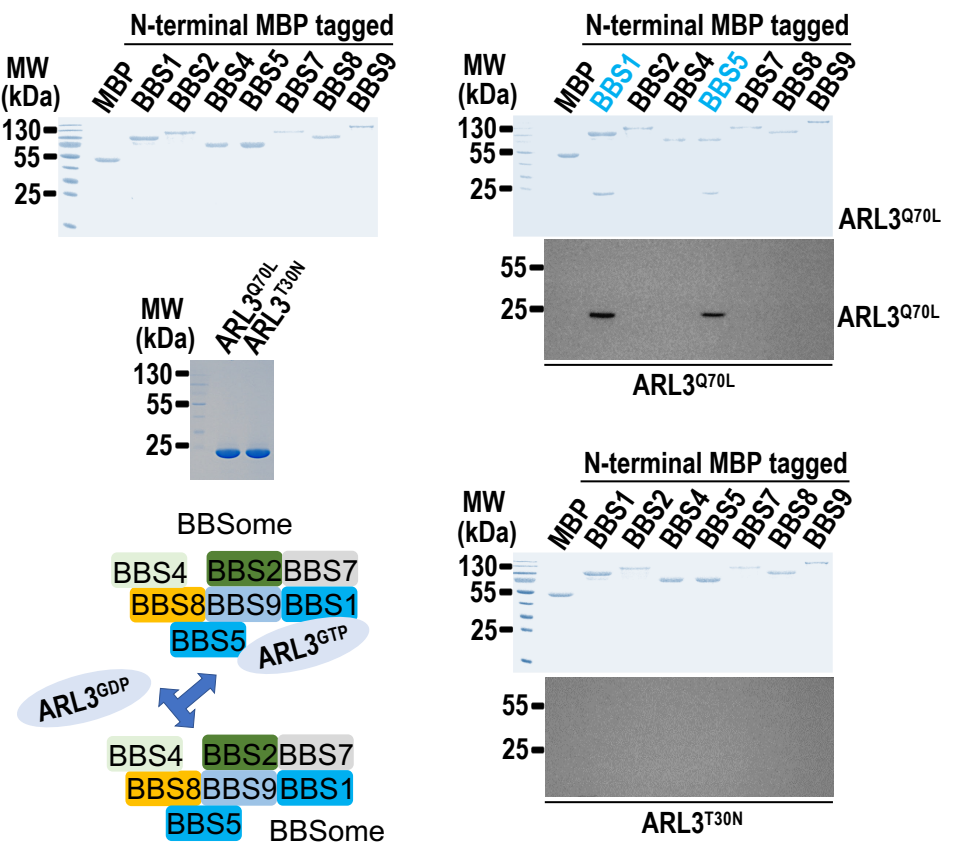 N-terminal MBP tagged
MW
(kDa)
MBP
BBS1
BBS2
BBS4
BBS5
BBS7
BBS8
BBS9
130
55
25
N-terminal MBP tagged
MW
(kDa)
MBP
BBS1
BBS2
BBS4
BBS5
BBS7
BBS8
BBS9
130
55
25
ARL3Q70L
55
25
ARL3Q70L
ARL3Q70L
MW
(kDa)
ARL3Q70L
ARL3T30N
130
55
25
BBSome
BBS4 BBS2 BBS7
BBS8 BBS9 BBS1
BBS5 ARL3GTP
ARL3GDP
BBS4 BBS2 BBS7
BBS8 BBS9 BBS1
BBS5 BBSome
N-terminal MBP tagged
MW
(kDa)
MBP
BBS1
BBS2
BBS4
BBS5
BBS7
BBS8
BBS9
130
55
25
55
25
ARL3T30N